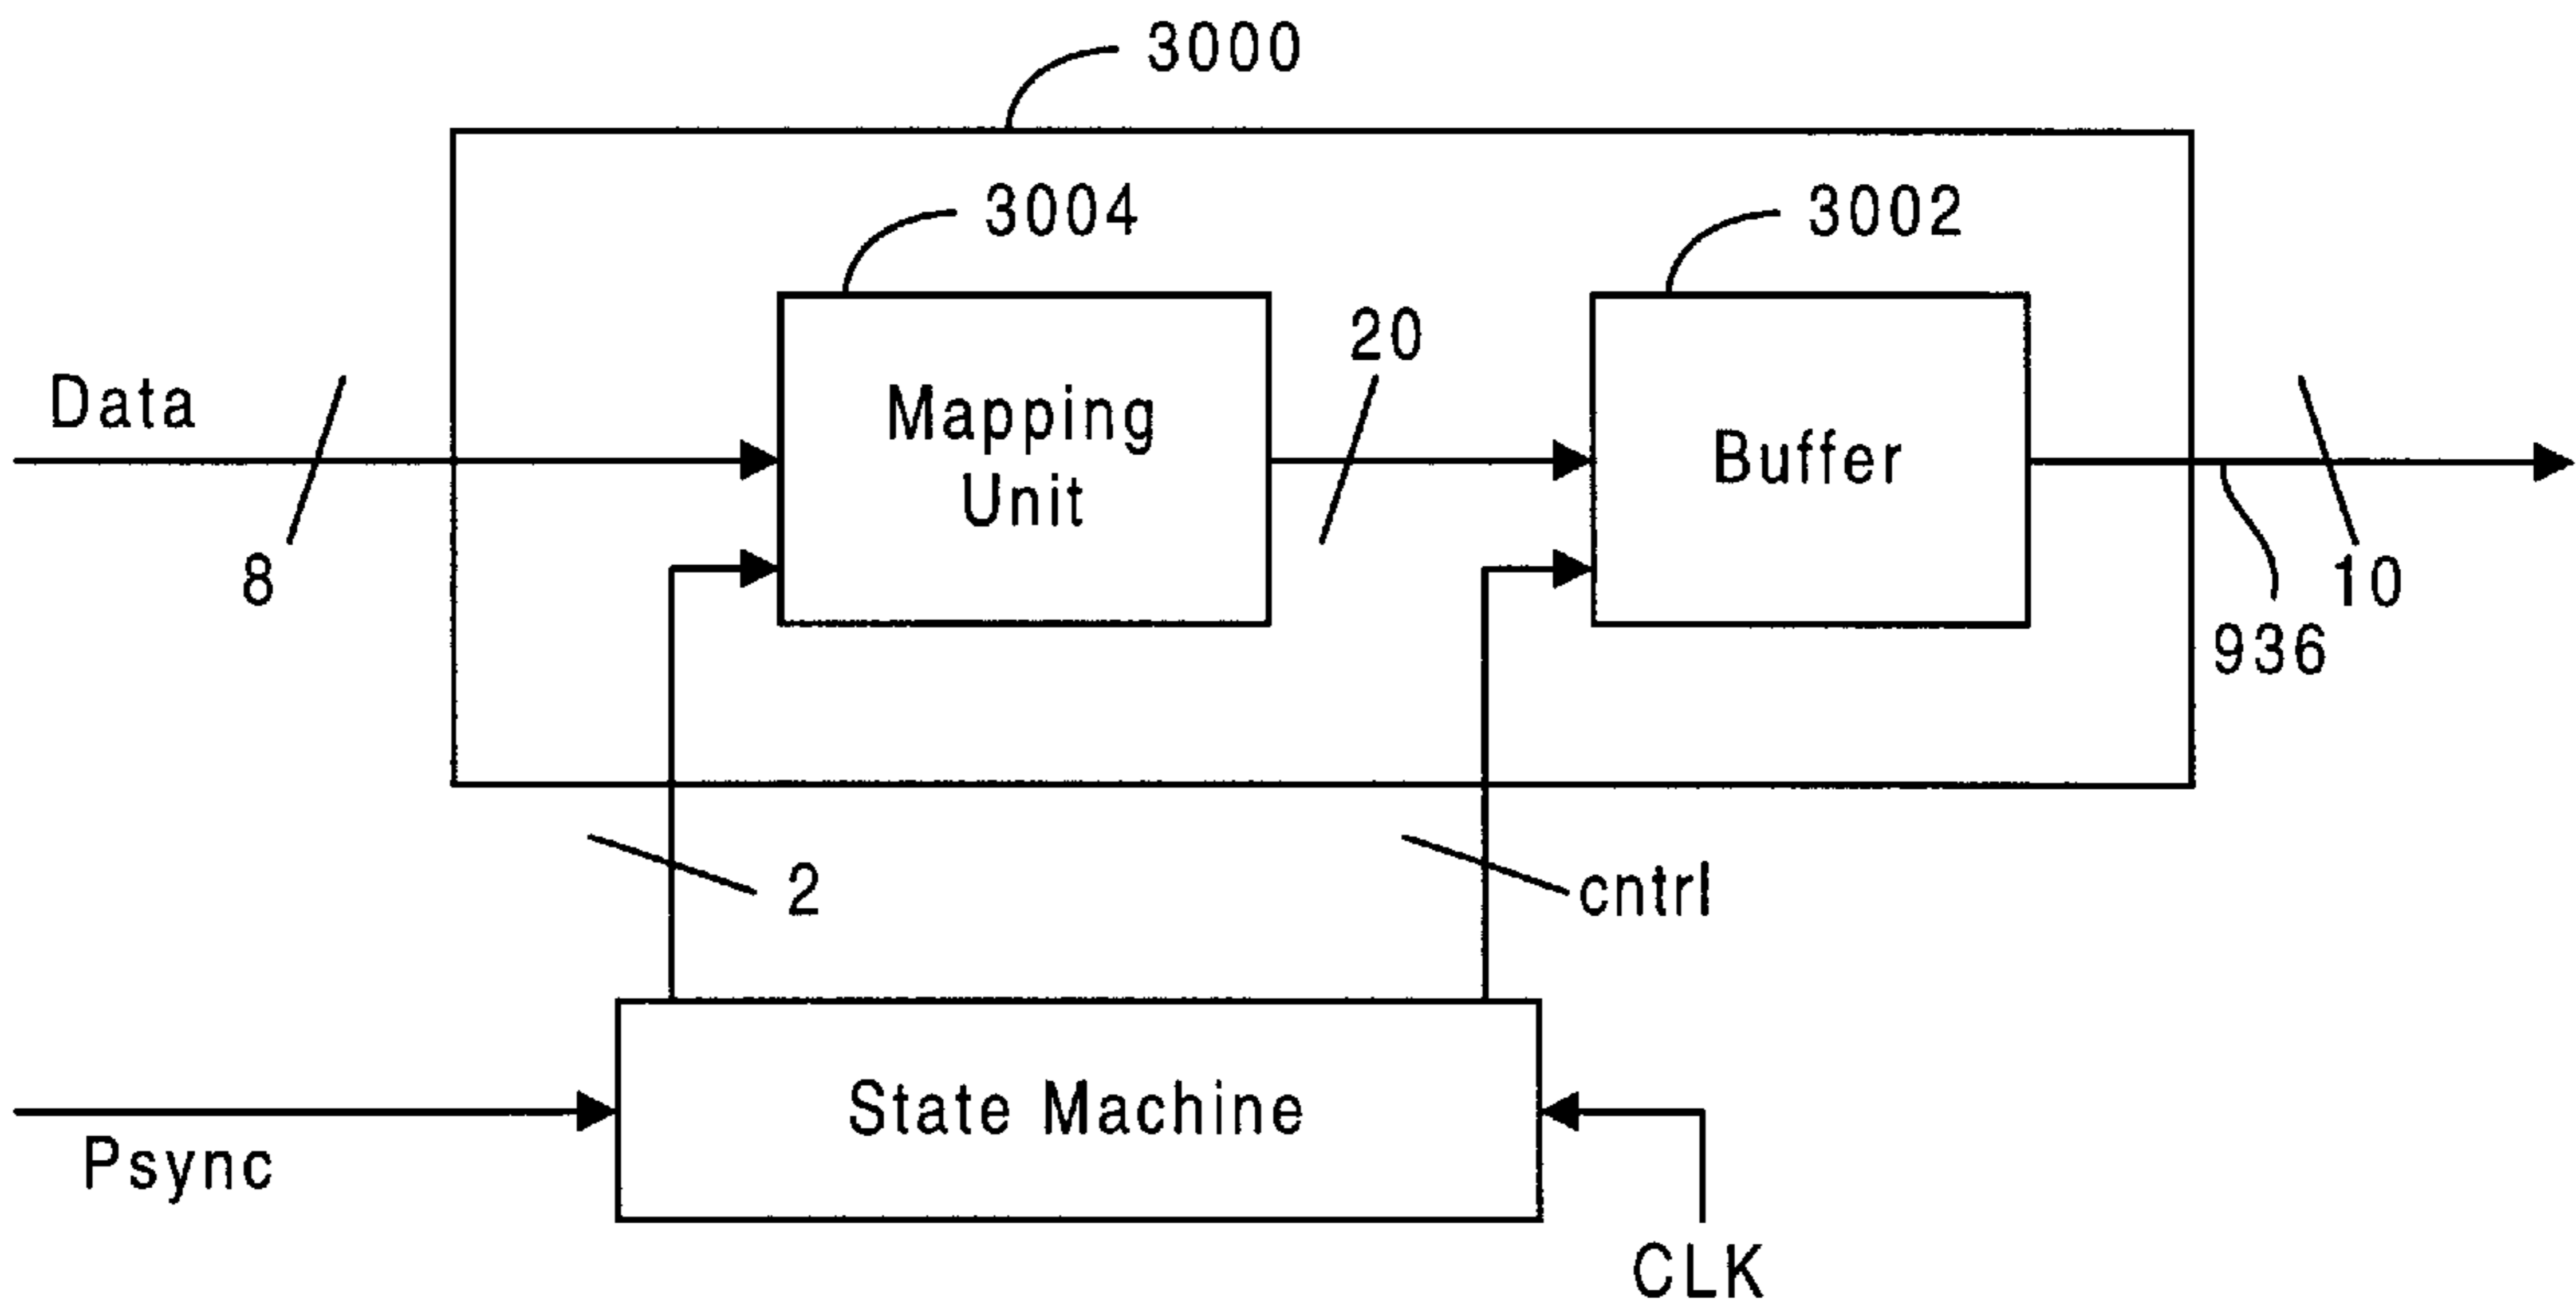 3000
3004
3002
20
Data
Mapping
Unit
Buffer
8
10
936
2
cntrl
State Machine
Psync
CLK